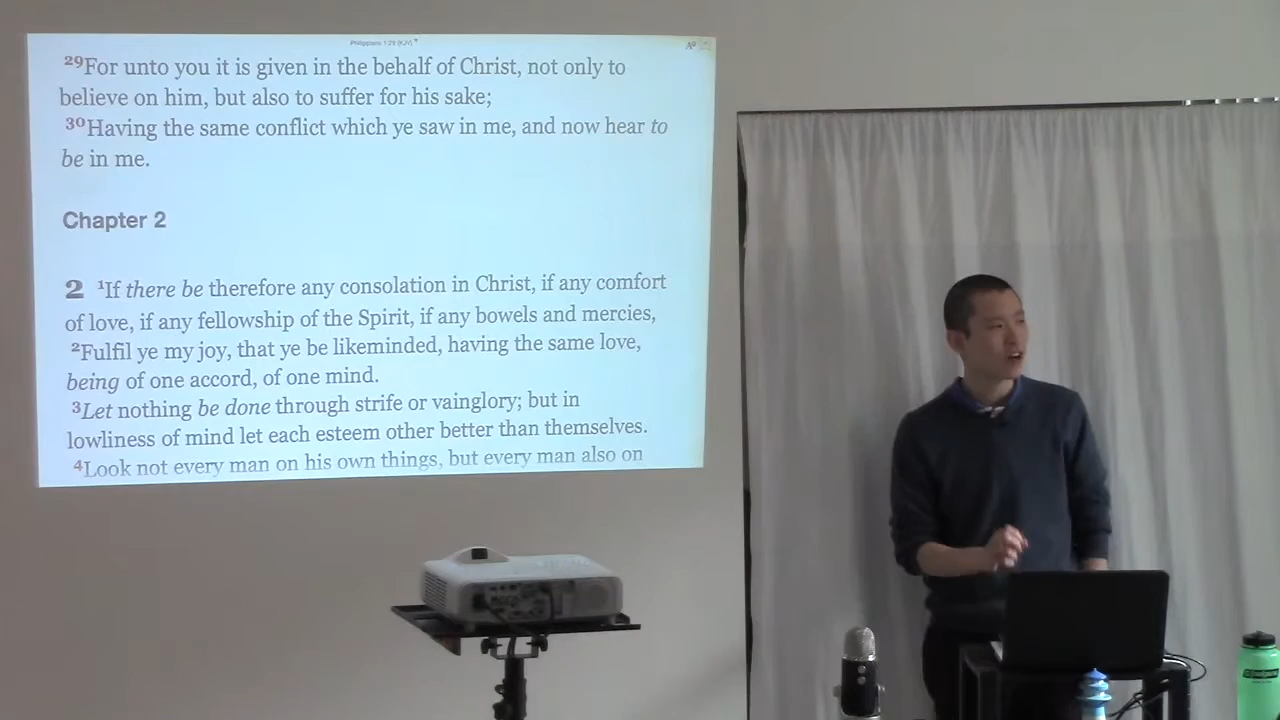 Philippians 1:29 (KJV)
29For unto you it is given in the behalf of Christ, not only to
believe on him, but also to suffer for his sake;
30Having the same conflict which ye saw in me, and now hear to
be in me.
Chapter 2
2 1If there be therefore any consolation in Christ, if any comfort
of love, if any fellowship of the Spirit, if any bowels and mercies,
2Fulfil ye my joy, that ye be likeminded, having the same love,
being of one accord, of one mind.
3Let nothing be done through strife or vainglory; but in
lowliness of mind let each esteem other better than themselves.
4Look not every man on his own things, but every man also on